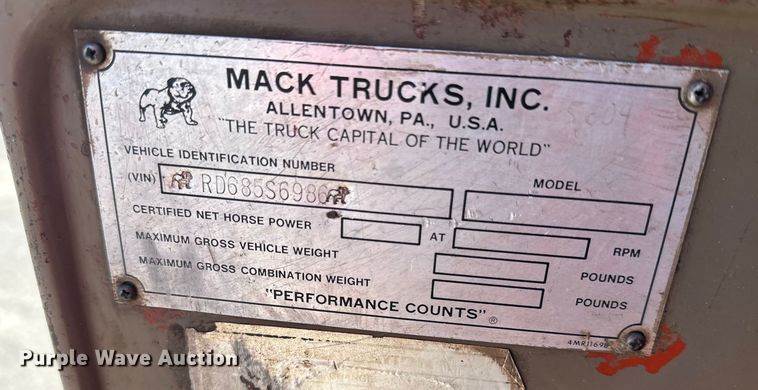 MACK TRUCKS, INC.
ALLENTOWN, PA., U.S.A.
"THE TRUCK CAPITAL OF THE WORLD"
VEHICLE IDENTIFICATION NUMBER
MODEL
(VIN) RD685S6986
CERTIFIED NET HORSE POWER AT RPM
MAXIMUM GROSS VEHICLE WEIGHT POUNDS
MAXIMUM GROSS COMBINATION WEIGHT POUNDS
"PERFORMANCE COUNTS"®
Purple Wave Auction